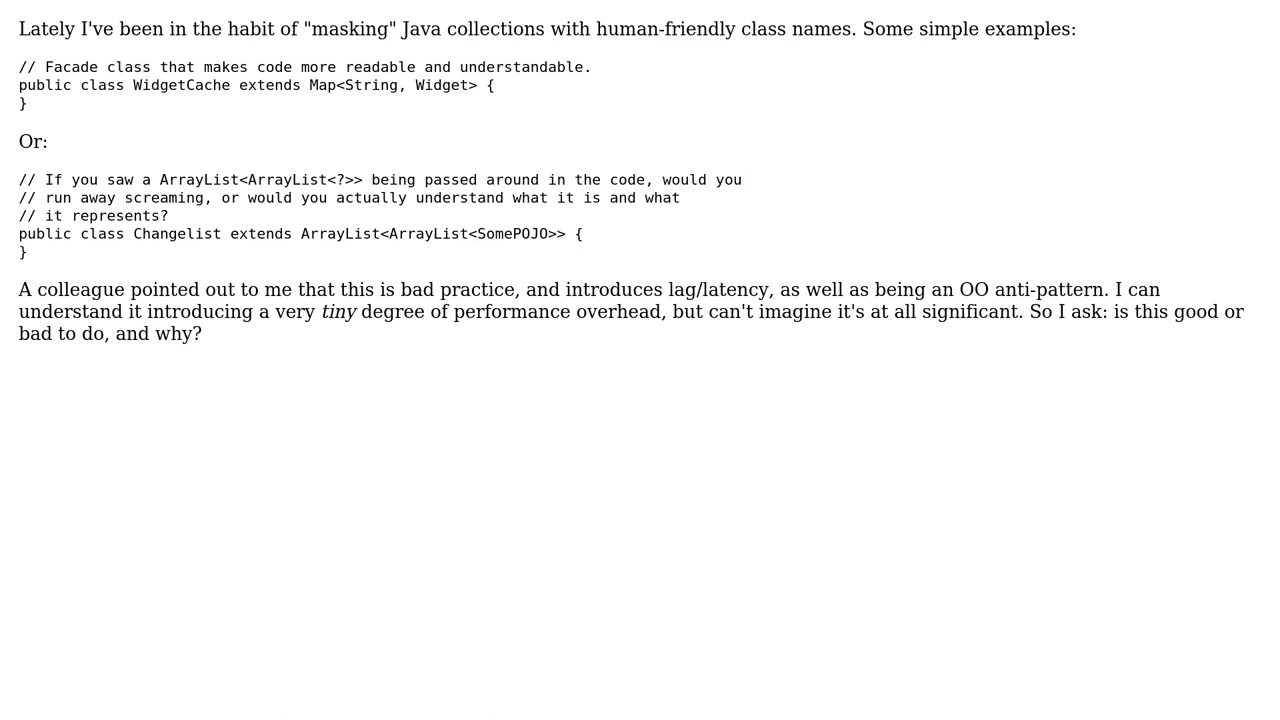 Lately I've been in the habit of "masking" Java collections with human-friendly class names. Some simple examples:
// Facade class that makes code more readable and understandable.
public class WidgetCache extends Map<String, Widget> {
}
Or:
// If you saw a ArrayList<ArrayList<?>> being passed around in the code, would you
// run away screaming, or would you actually understand what it is and what
// it represents?
public class Changelist extends ArrayList<ArrayList<SomePOJO>> {
}
A colleague pointed out to me that this is bad practice, and introduces lag/latency, as well as being an OO anti-pattern. I can
understand it introducing a very tiny degree of performance overhead, but can't imagine it's at all significant. So I ask: is this good or
bad to do, and why?